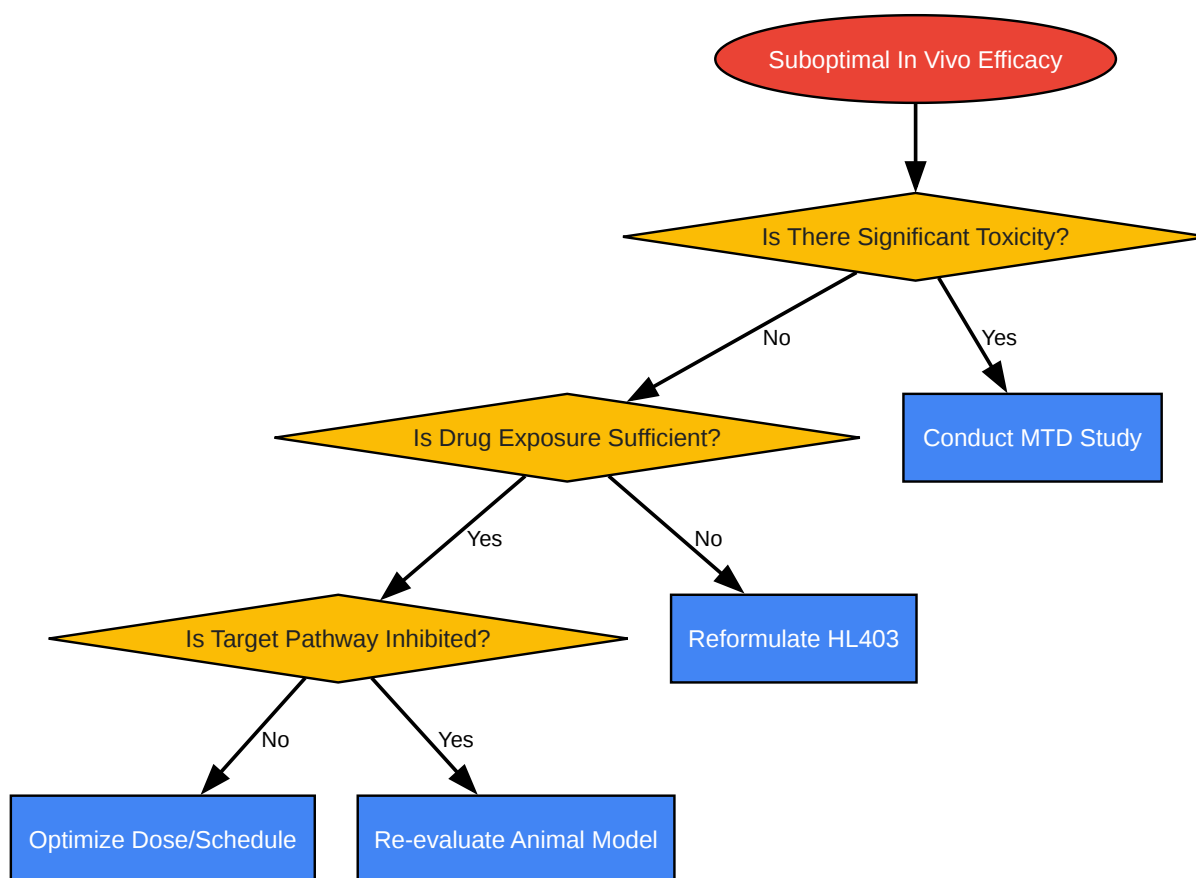 Suboptimal In Vivo Efficacy
Is There Significant Toxicity?
No
Yes
Is Drug Exposure Sufficient?
Conduct MTD Study
Yes
No
Is Target Pathway Inhibited?
Reformulate HL403
No
Yes
Optimize Dose/Schedule
Re-evaluate Animal Model